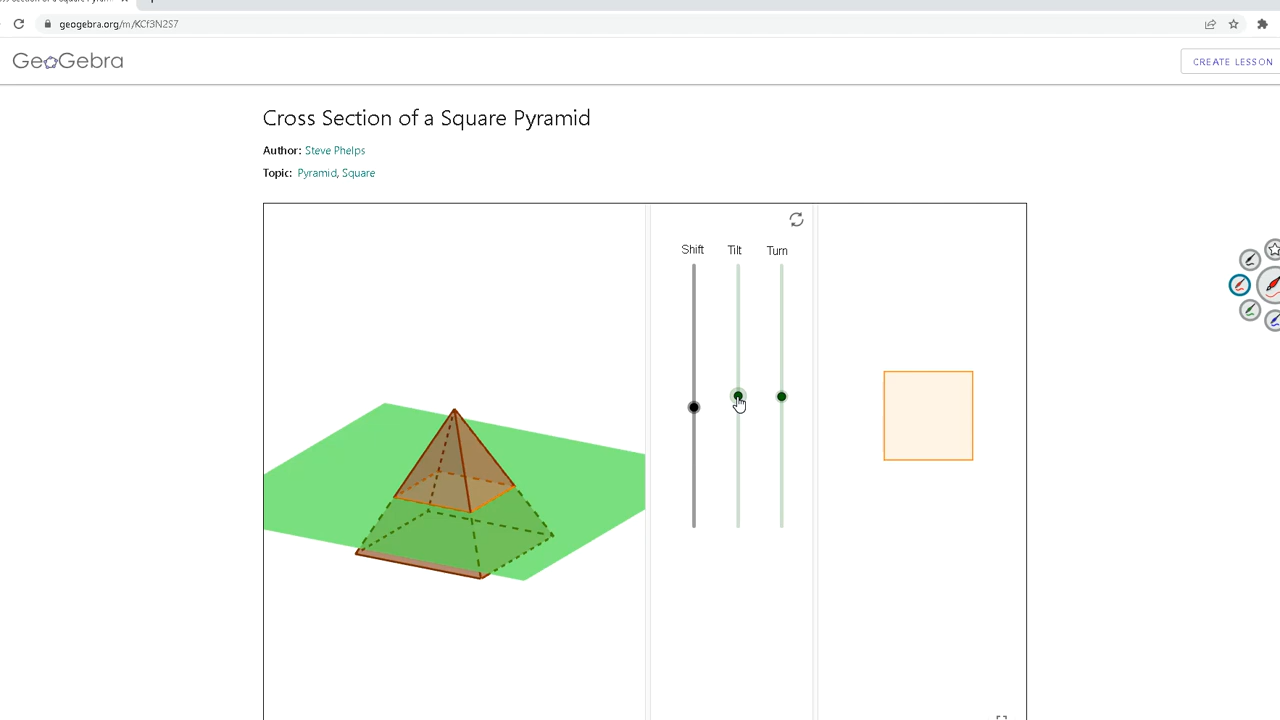 geogebra.org/m/KCf3N2S7
GeoGebra
CREATE LESSON
Cross Section of a Square Pyramid
Author: Steve Phelps
Topic: Pyramid, Square
Shift Tilt Turn